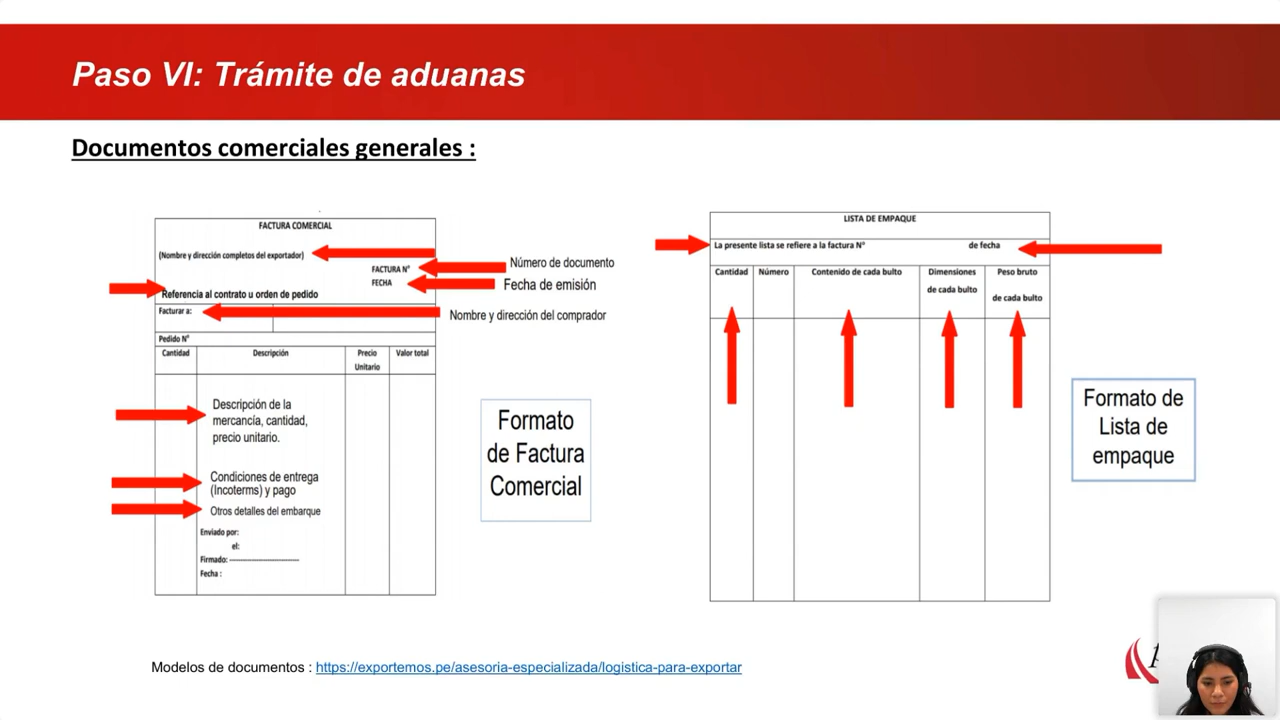 Paso VI: Trámite de aduanas
Documentos comerciales generales :
FACTURA COMERCIAL
(Nombre y dirección completos del exportador)
FACTURA Nº
Número de documento
FECHA
Fecha de emisión
Referencia al contrato u orden de pedido
Facturar a:
Nombre y dirección del comprador
Pedido Nº
Cantidad
Descripción
Precio
Unitario
Valor total
Descripción de la
mercancía, cantidad,
precio unitario.
Condiciones de entrega
(Incoterms) y pago
Otros detalles del embarque
Enviado por:
el:
Firmado: --------------------------
Fecha :
Formato
de Factura
Comercial
LISTA DE EMPAQUE
La presente lista se refiere a la factura Nº
de fecha
Cantidad
Número
Contenido de cada bulto
Dimensiones
de cada bulto
Peso bruto
de cada bulto
Formato de
Lista de
empaque
Modelos de documentos : https://exportemos.pe/asesoria-especializada/logistica-para-exportar